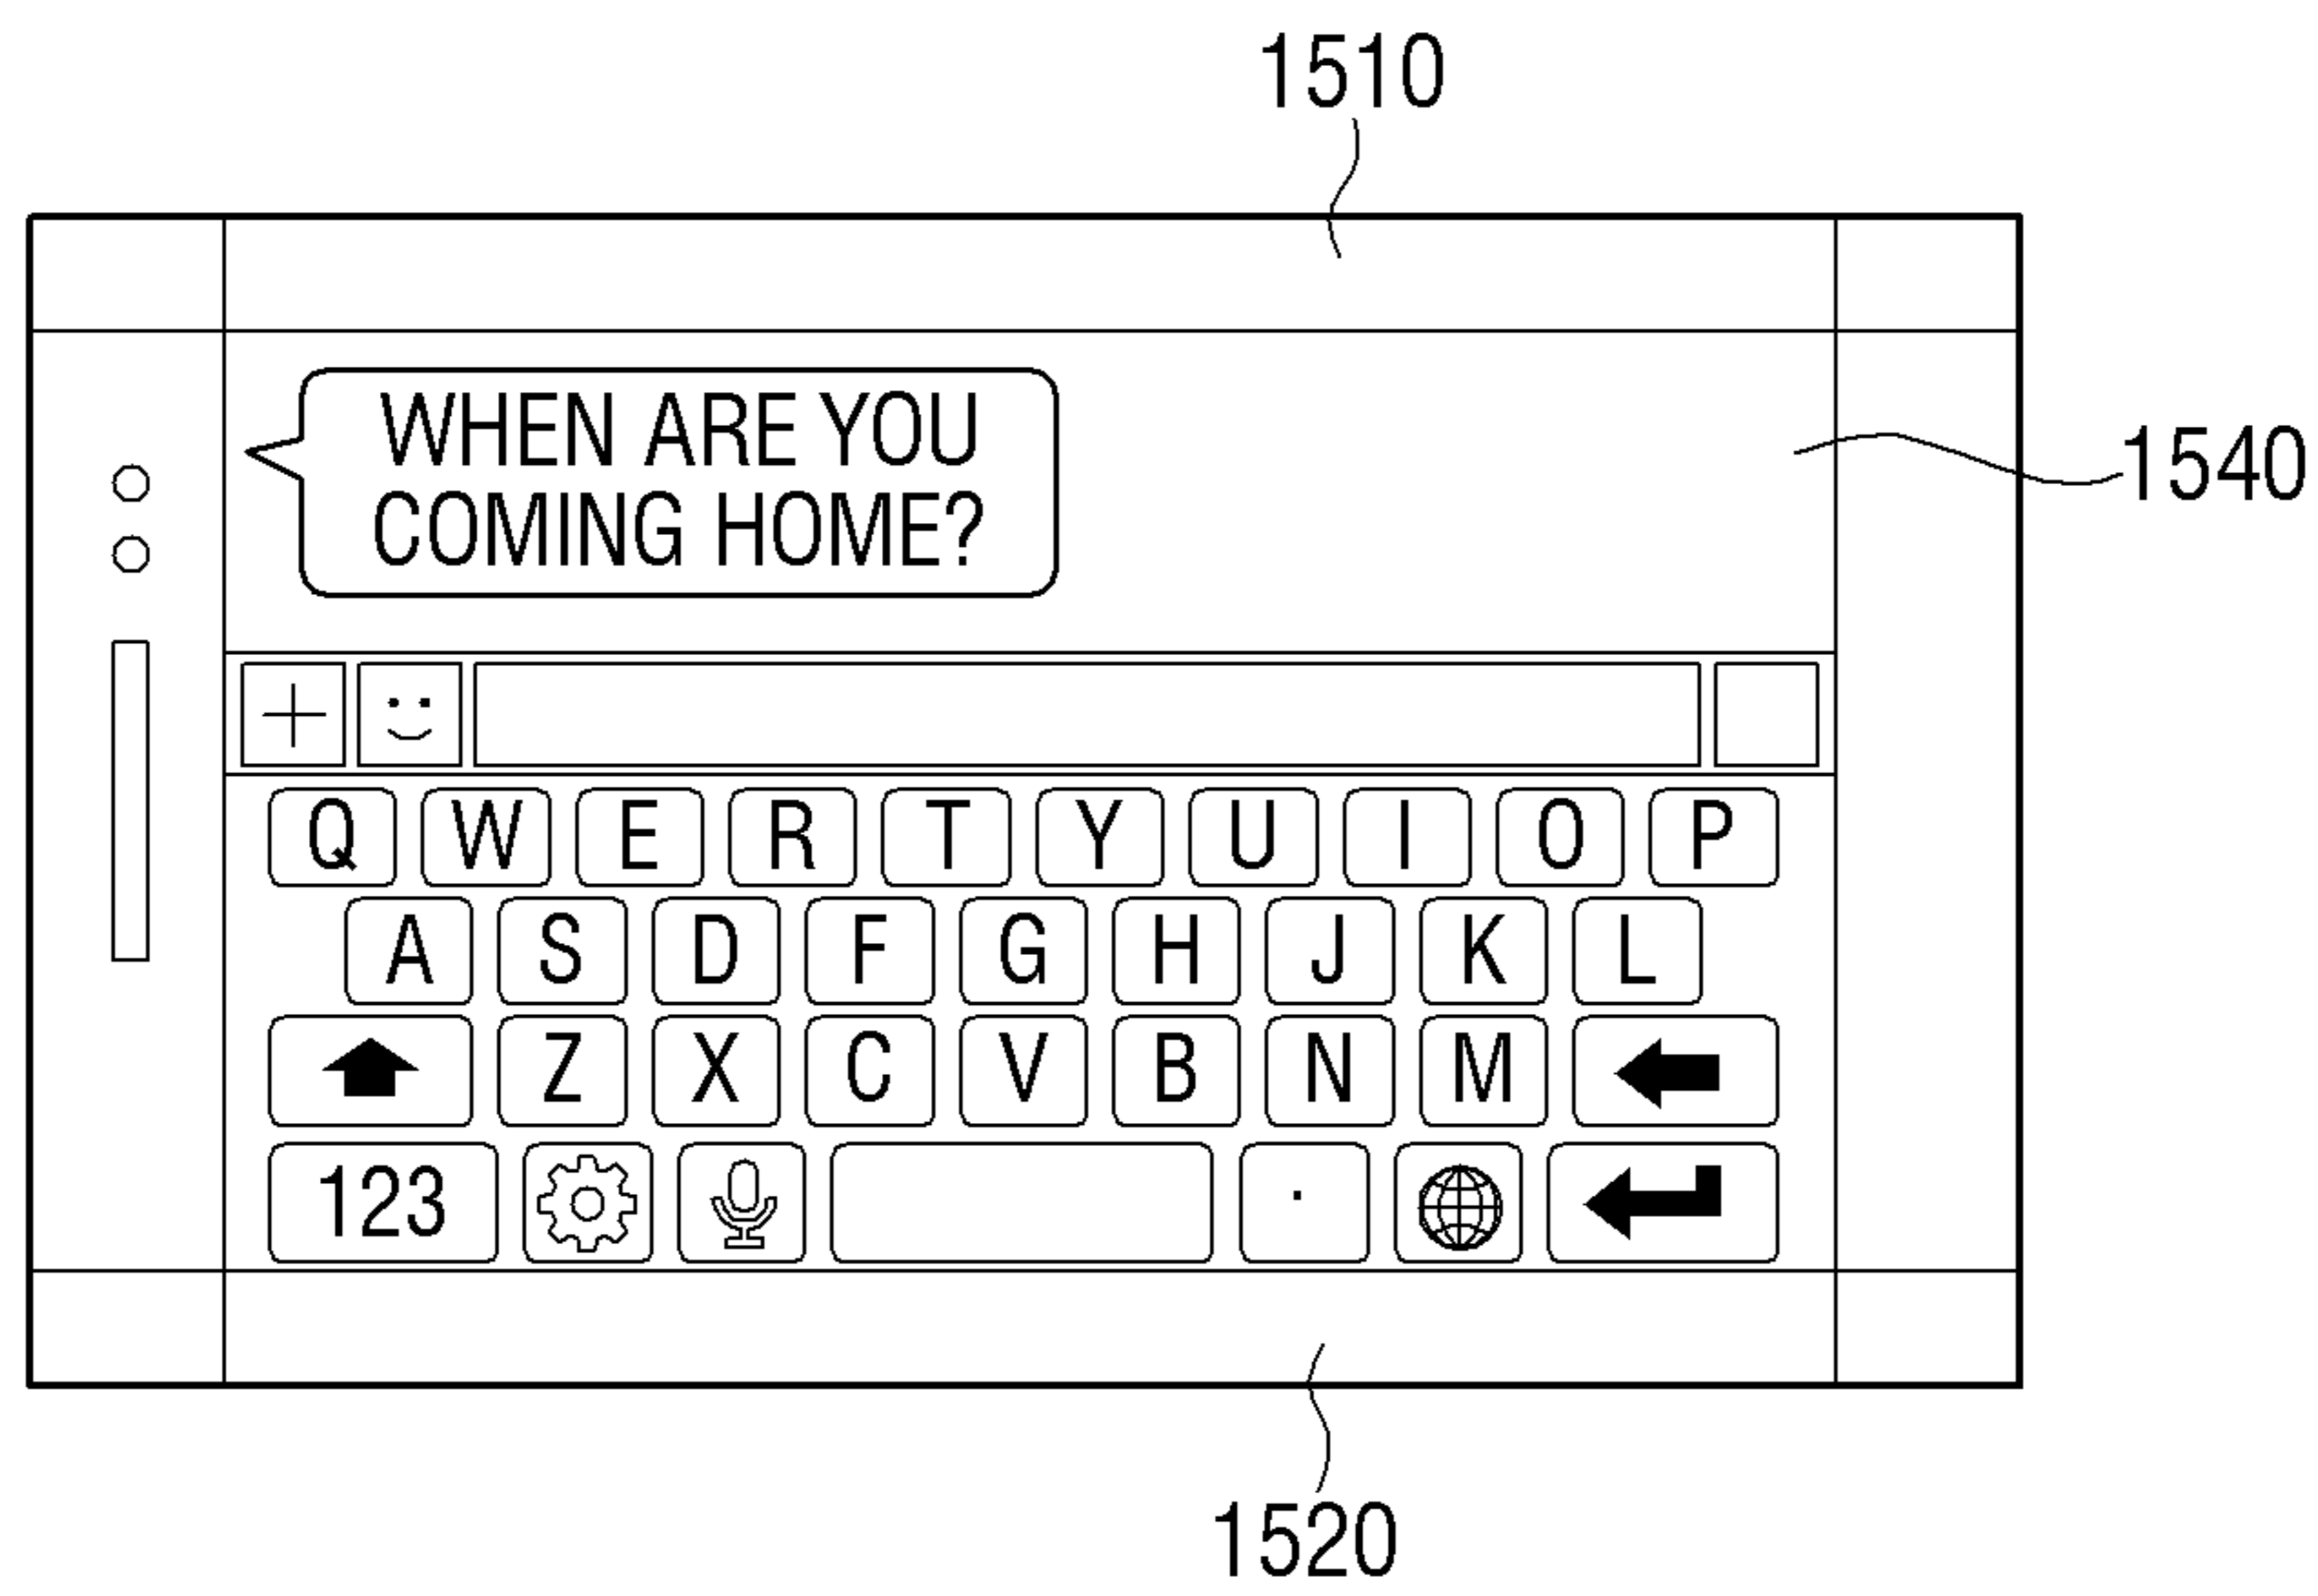 1510
WHEN ARE YOU
COMING HOME?
1540
Q W E R T Y U I O P
A S D F G H J K L
Z X C V B N M
123 .
1520